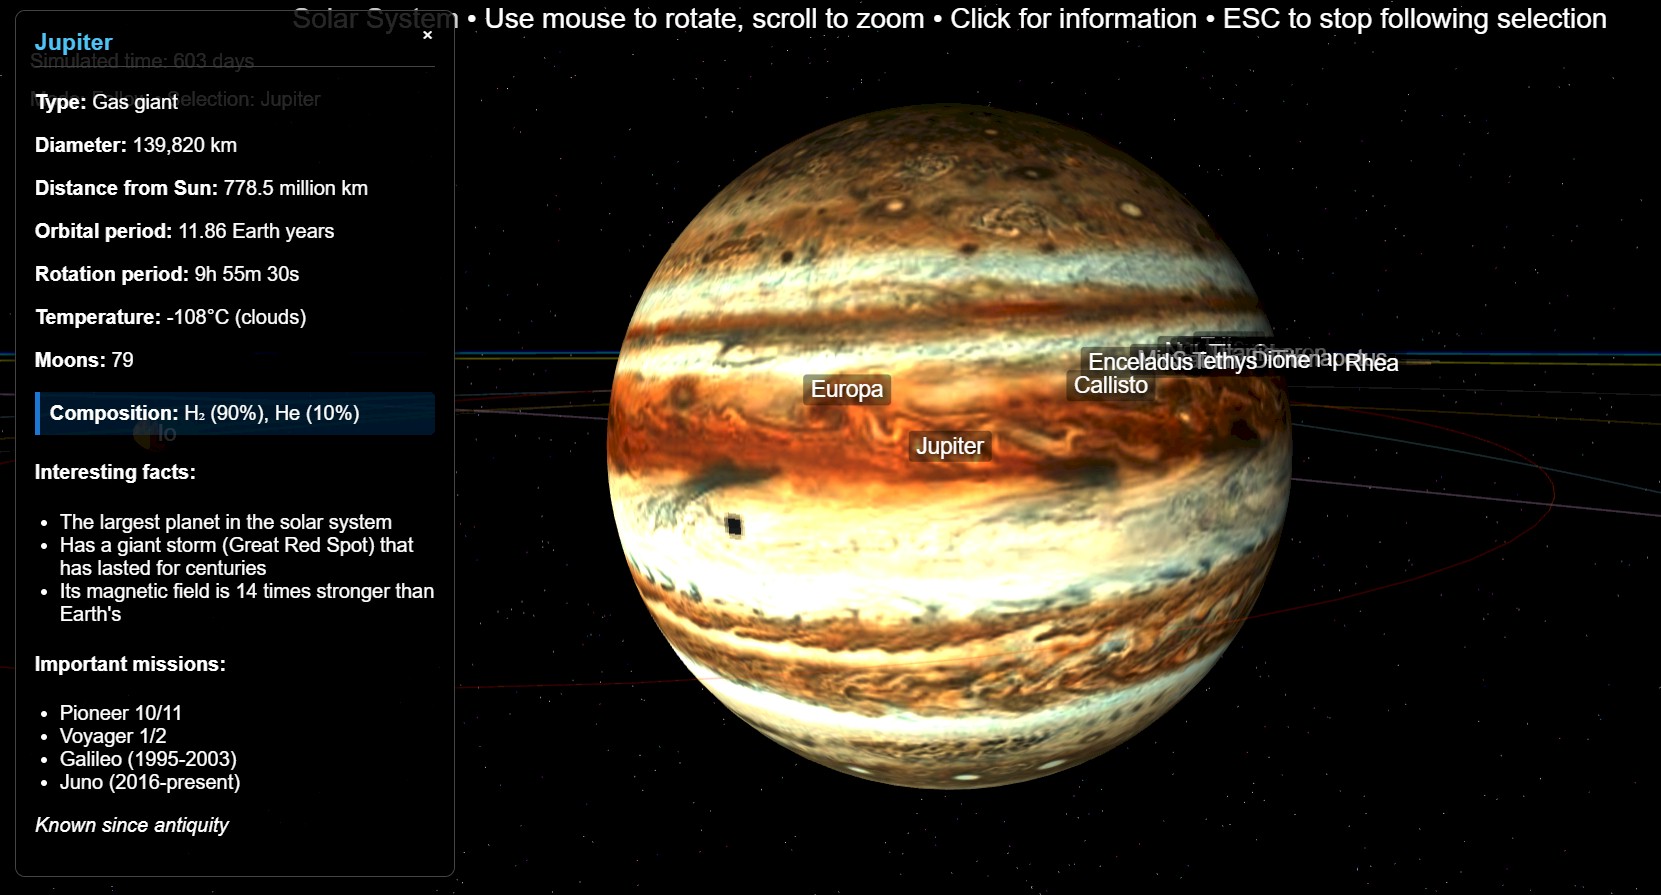 Solar System • Use mouse to rotate, scroll to zoom • Click for information • ESC to stop following selection
Jupiter
×
Simulated time: 603 days
Selection: Jupiter
Type: Gas giant
Diameter: 139,820 km
Distance from Sun: 778.5 million km
Orbital period: 11.86 Earth years
Rotation period: 9h 55m 30s
Temperature: -108°C (clouds)
Moons: 79
Composition: H₂ (90%), He (10%)
Io
Interesting facts:
• The largest planet in the solar system
• Has a giant storm (Great Red Spot) that
has lasted for centuries
• Its magnetic field is 14 times stronger than
Earth's
Important missions:
• Pioneer 10/11
• Voyager 1/2
• Galileo (1995-2003)
• Juno (2016-present)
Known since antiquity
Enceladus Tethys Dione Rhea
Europa
Callisto
Jupiter